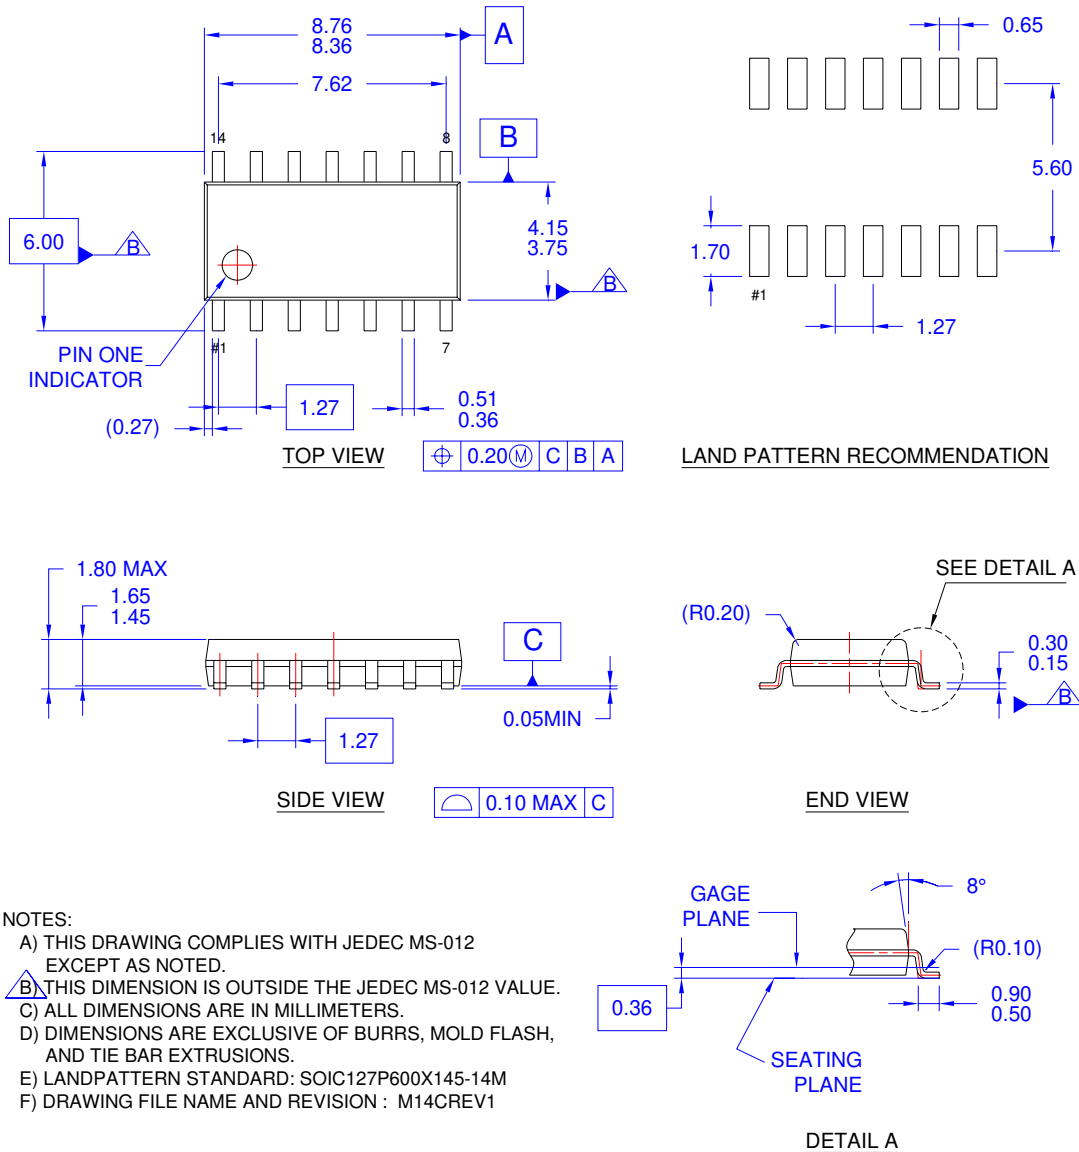 8.76
8.36
A
7.62
14
8
B
6.00
B
4.15
3.75
B
#1
7
PIN ONE
INDICATOR
1.27
0.51
0.36
(0.27)
TOP VIEW
0.20 M C B A
0.65
5.60
1.70
#1
1.27
LAND PATTERN RECOMMENDATION
1.80 MAX
1.65
1.45
C
0.05MIN
1.27
SIDE VIEW
0.10 MAX C
SEE DETAIL A
(R0.20)
0.30
0.15
B
END VIEW
NOTES:
A) THIS DRAWING COMPLIES WITH JEDEC MS-012
EXCEPT AS NOTED.
B) THIS DIMENSION IS OUTSIDE THE JEDEC MS-012 VALUE.
C) ALL DIMENSIONS ARE IN MILLIMETERS.
D) DIMENSIONS ARE EXCLUSIVE OF BURRS, MOLD FLASH,
AND TIE BAR EXTRUSIONS.
E) LANDPATTERN STANDARD: SOIC127P600X145-14M
F) DRAWING FILE NAME AND REVISION : M14CREV1
GAGE
PLANE
8°
(R0.10)
0.36
0.90
0.50
SEATING
PLANE
DETAIL A